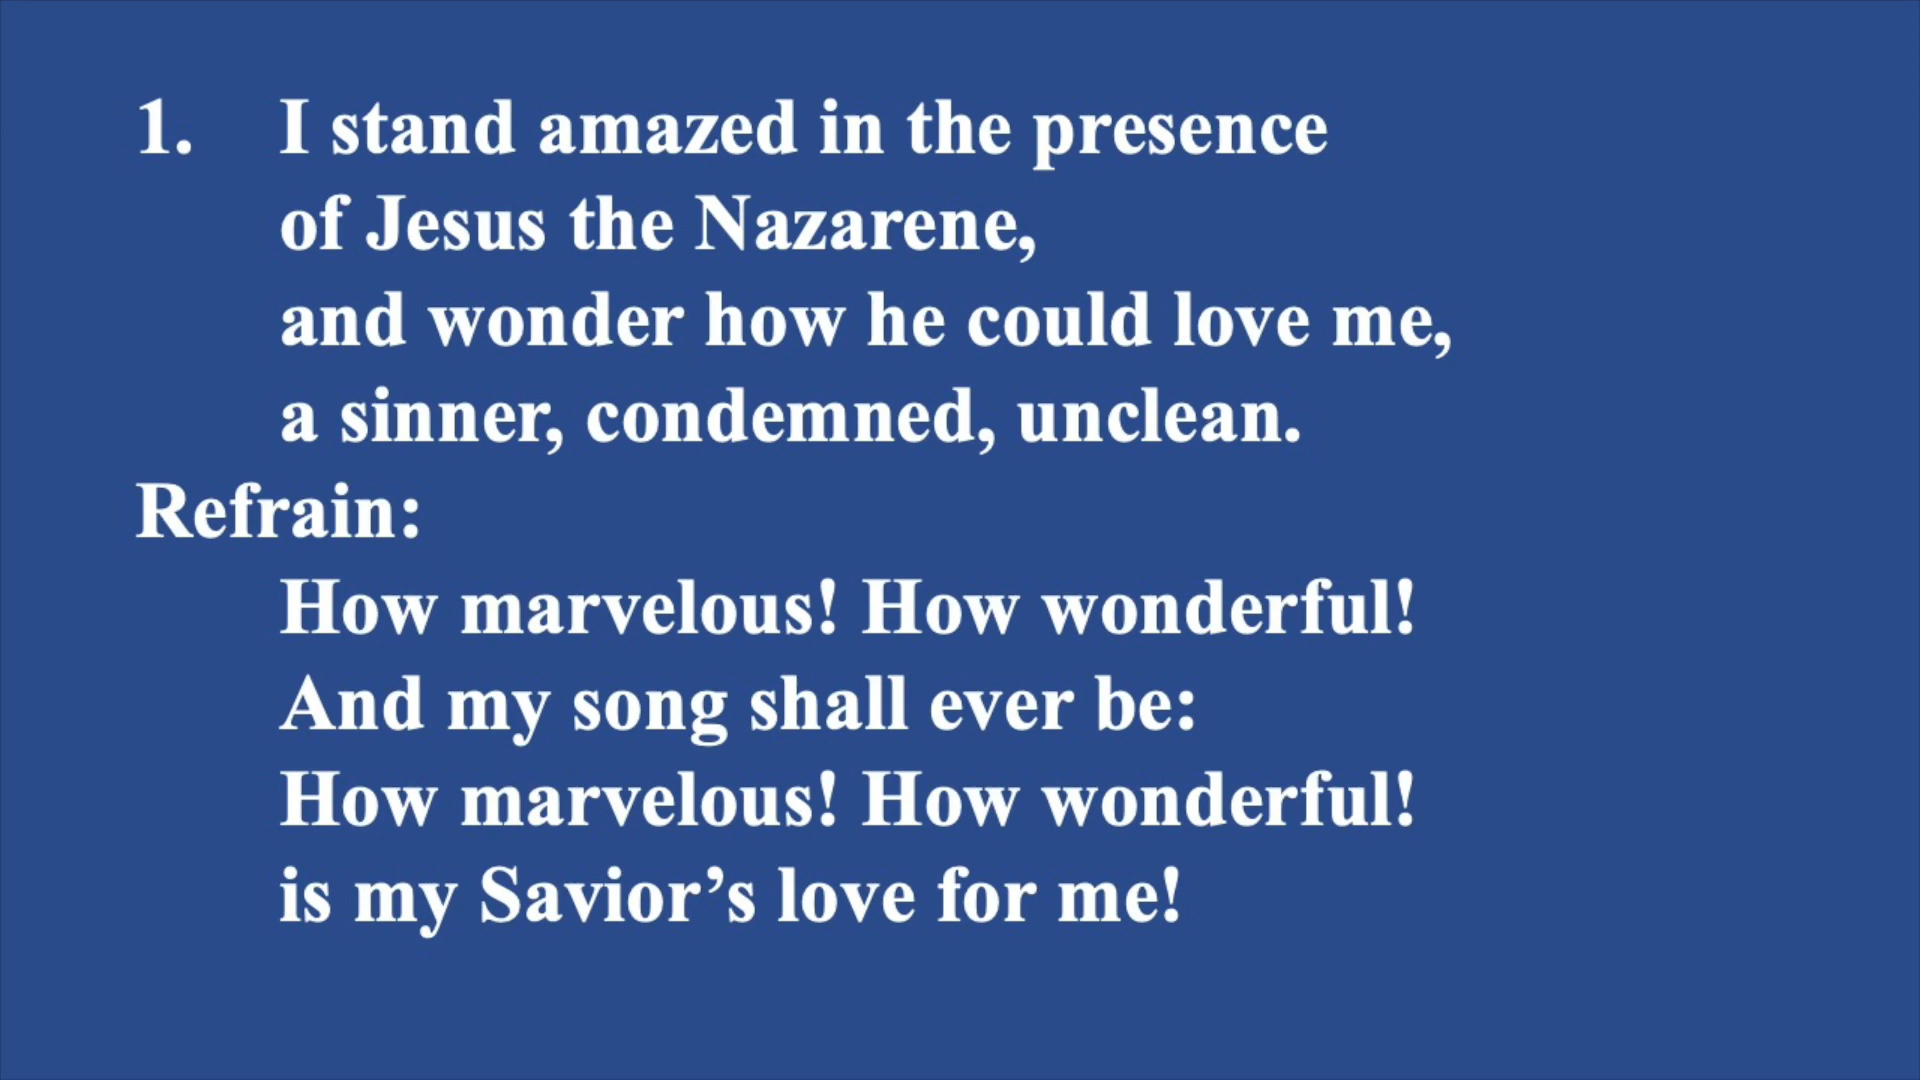 1. I stand amazed in the presence
of Jesus the Nazarene,
and wonder how he could love me,
a sinner, condemned, unclean.
Refrain:
How marvelous! How wonderful!
And my song shall ever be:
How marvelous! How wonderful!
is my Savior’s love for me!